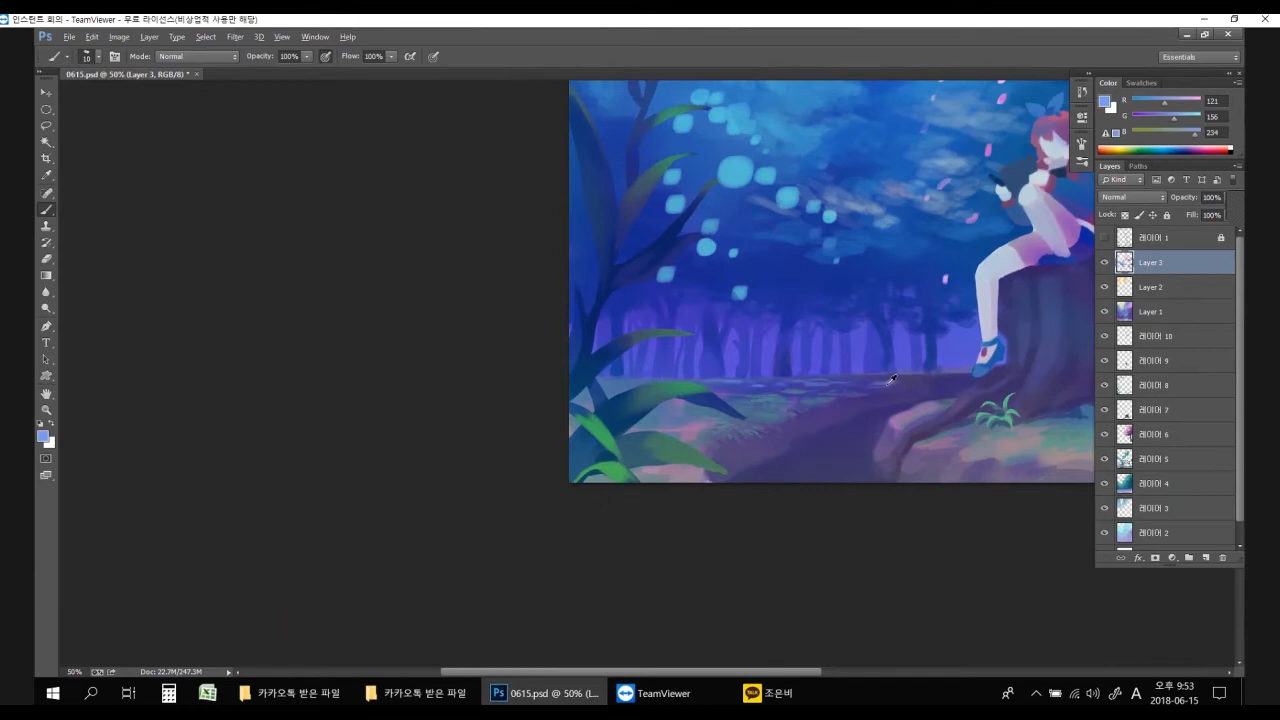 인스턴트 회의 - TeamViewer - 무료 라이선스(비상업적 사용만 해당)
Ps File Edit Image Layer Type Select Filter 3D View Window Help
10 Mode: Normal Opacity: 100% Flow: 100% Essentials
0615.psd @ 50% (Layer 3, RGB/8) * ×
Color Swatches
R 121
G 156
B 234
Layers Paths
Kind
Normal Opacity: 100%
Lock: Fill: 100%
레이어 1
Layer 3
Layer 2
Layer 1
레이어 10
레이어 9
레이어 8
레이어 7
레이어 6
레이어 5
레이어 4
레이어 3
레이어 2
50% Doc: 22.7M/247.3M
카카오톡 받은 파일 카카오톡 받은 파일 Ps 0615.psd @ 50% (L... TeamViewer TALK 조은비 A 오후 9:53
2018-06-15